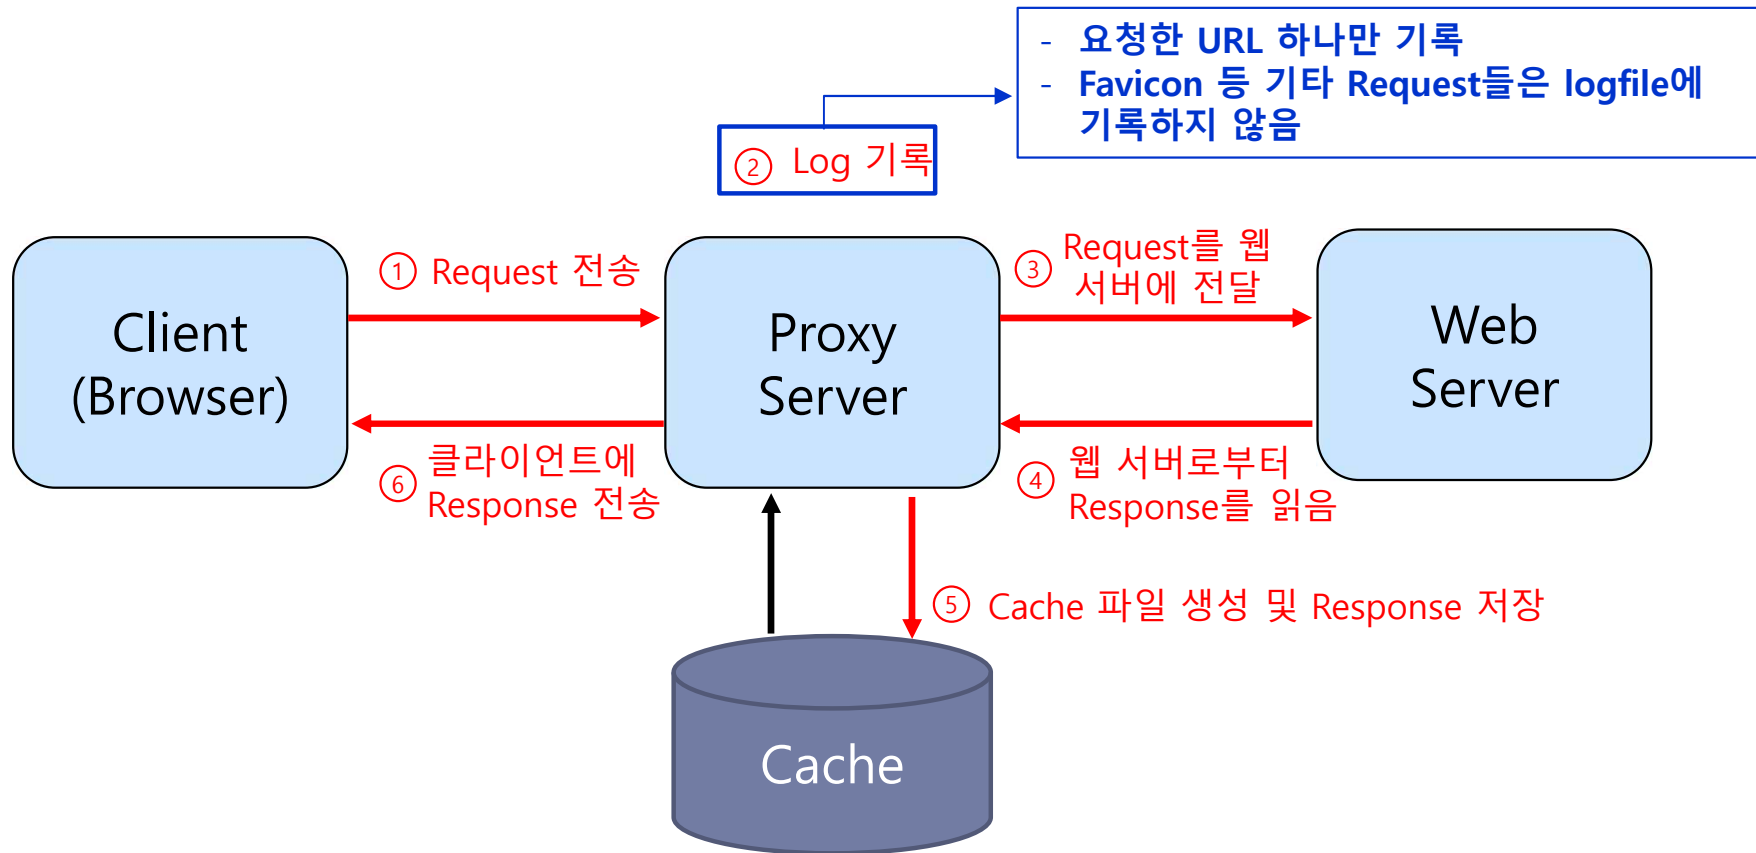 - 요청한 URL 하나만 기록
- Favicon 등 기타 Request들은 logfile에
기록하지 않음
② Log 기록
① Request 전송
③ Request를 웹
서버에 전달
Client
(Browser)
Proxy
Server
Web
Server
⑥ 클라이언트에
Response 전송
④ 웹 서버로부터
Response를 읽음
⑤ Cache 파일 생성 및 Response 저장
Cache